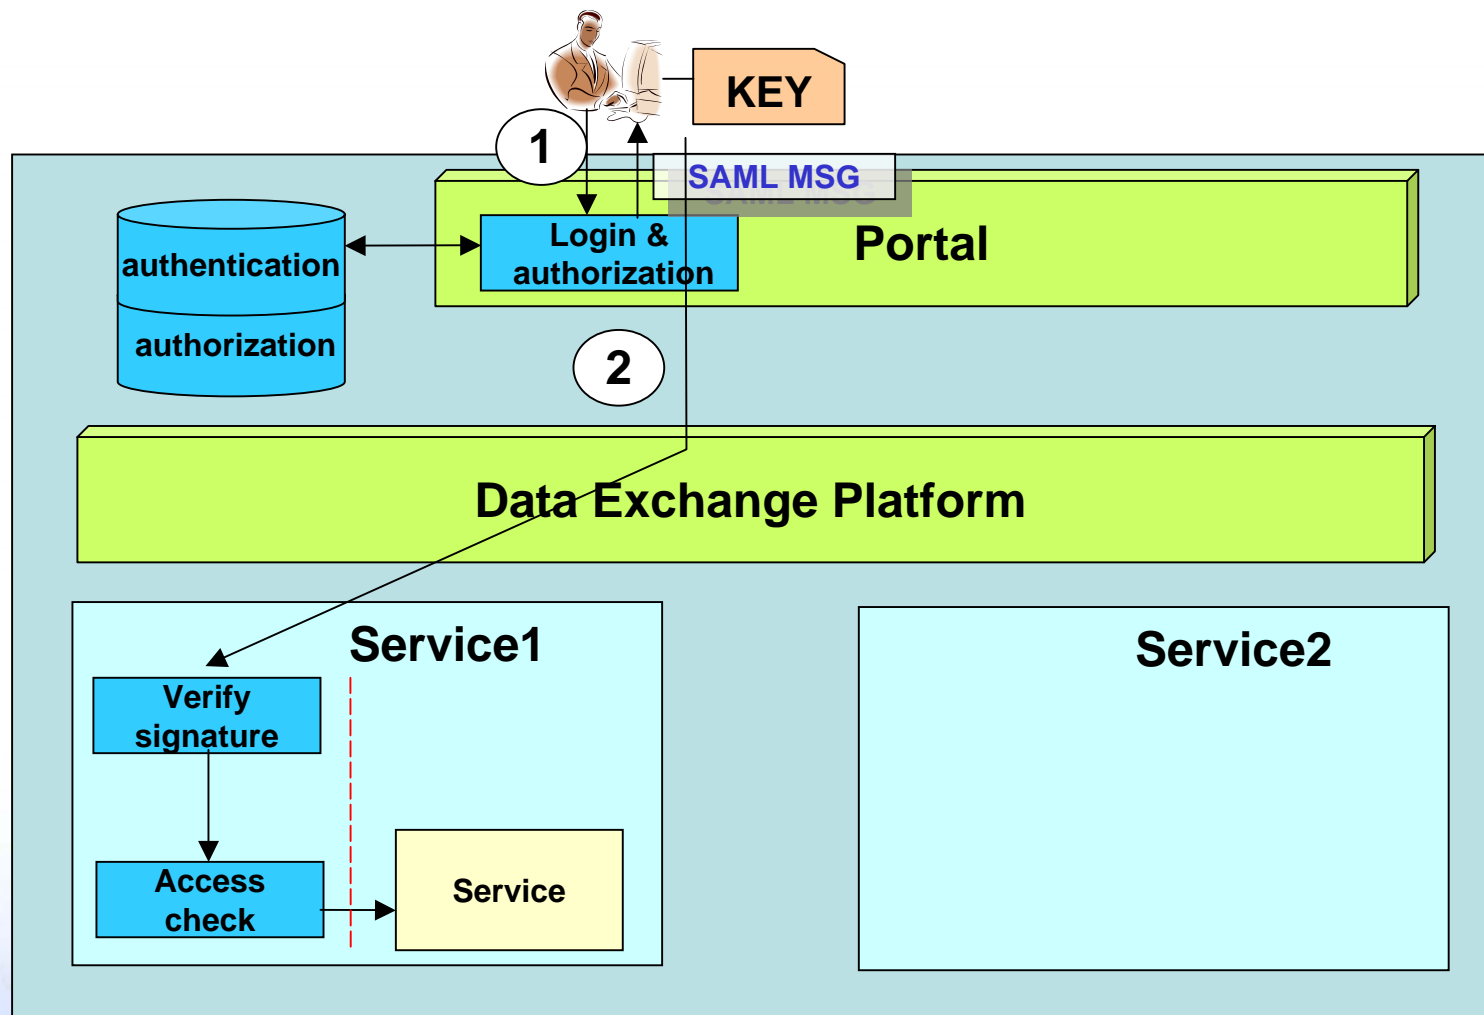 KEY
1
SAML MSG
Login &
authorization
Portal
authentication
authorization
2
Data Exchange Platform
Service1
Service2
Verify
signature
Access
check
Service